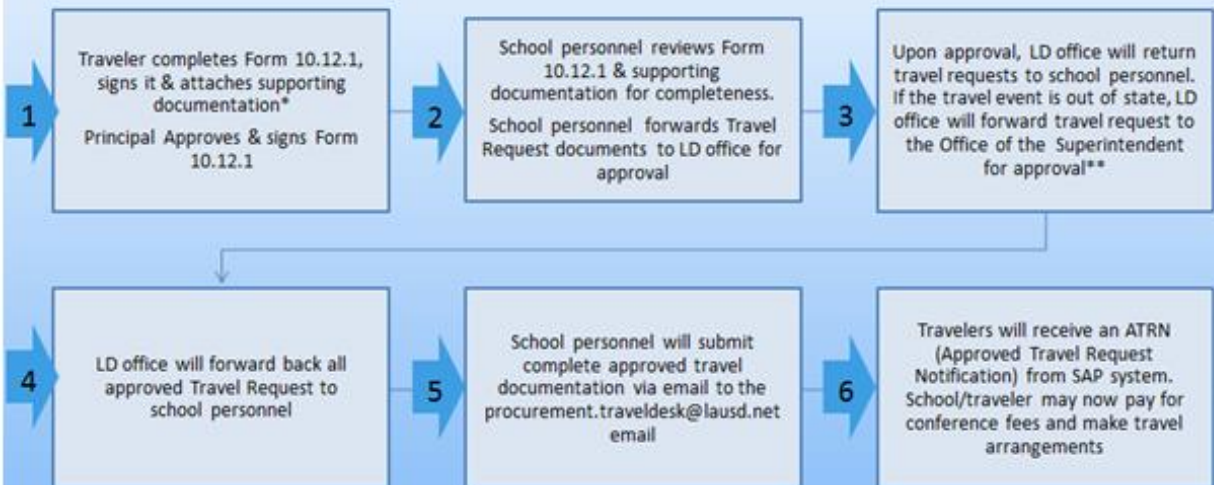 1
Traveler completes Form 10.12.1,
signs it & attaches supporting
documentation*
Principal Approves & signs Form
10.12.1
2
School personnel reviews Form
10.12.1 & supporting
documentation for completeness.
School personnel forwards Travel
Request documents to LD office for
approval
3
Upon approval, LD office will return
travel requests to school personnel.
If the travel event is out of state, LD
office will forward travel request to
the Office of the Superintendent
for approval**
4
LD office will forward back all
approved Travel Request to
school personnel
5
School personnel will submit
complete approved travel
documentation via email to the
procurement.traveldesk@lausd.net
email
6
Travelers will receive an ATRN
(Approved Travel Request
Notification) from SAP system.
School/traveler may now pay for
conference fees and make travel
arrangements